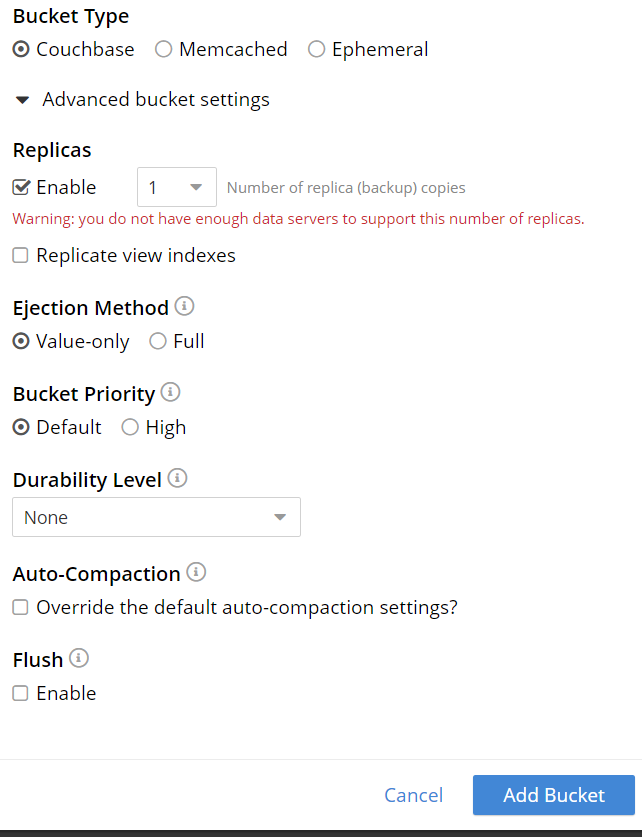 Bucket Type
Couchbase Memcached Ephemeral
Advanced bucket settings
Replicas
Enable 1 Number of replica (backup) copies
Warning: you do not have enough data servers to support this number of replicas.
Replicate view indexes
Ejection Method
Value-only Full
Bucket Priority
Default High
Durability Level
None
Auto-Compaction
Override the default auto-compaction settings?
Flush
Enable
Cancel Add Bucket